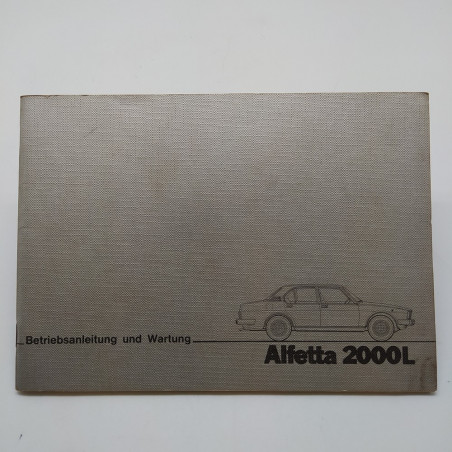 Betriebsanleitung und Wartung
Alfetta 2000L